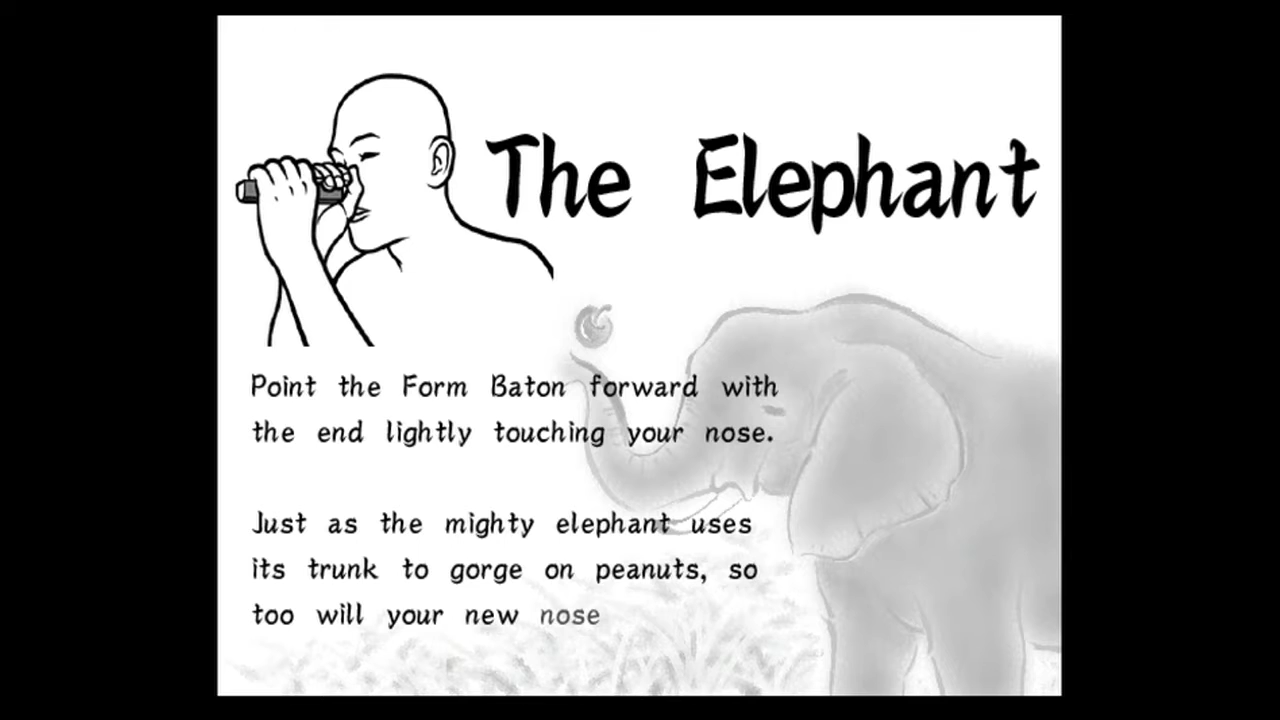 The Elephant
Point the Form Baton forward with
the end lightly touching your nose.
Just as the mighty elephant uses
its trunk to gorge on peanuts, so
too will your new nose